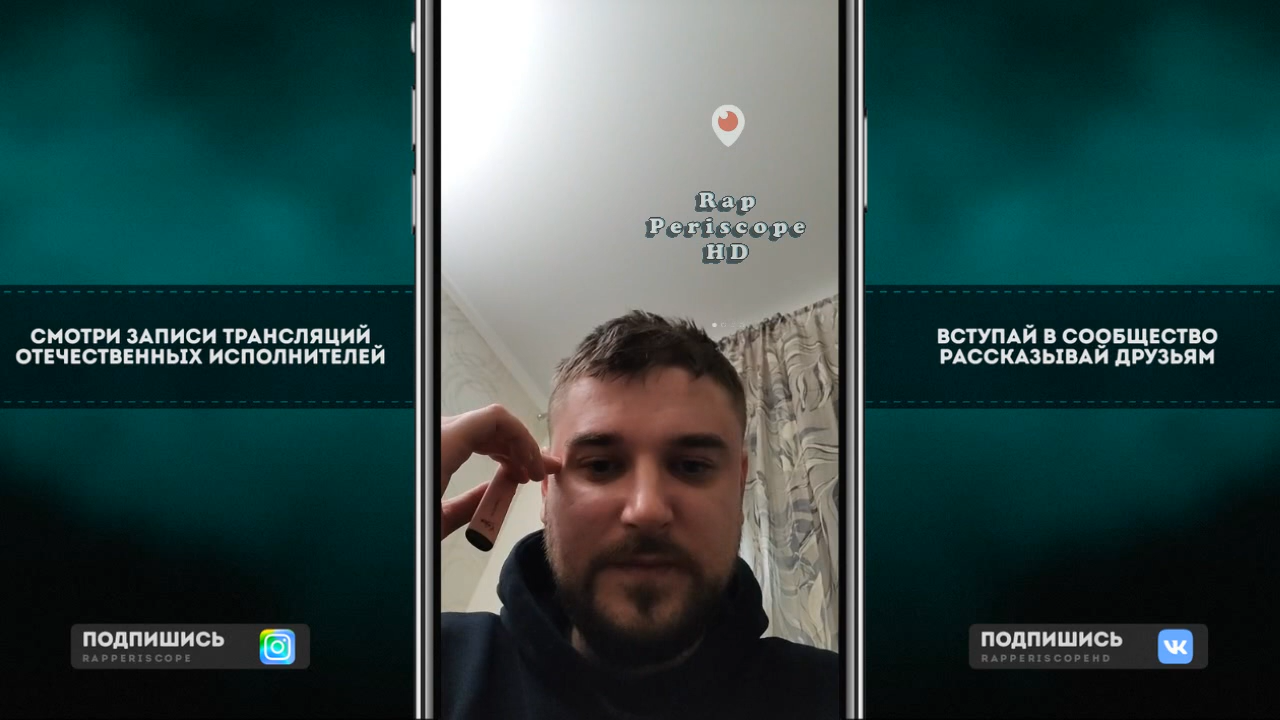 Rap
Periscope
HD
СМОТРИ ЗАПИСИ ТРАНСЛЯЦИЙ
ОТЕЧЕСТВЕННЫХ ИСПОЛНИТЕЛЕЙ
ВСТУПАЙ В СООБЩЕСТВО
РАССКАЗЫВАЙ ДРУЗЬЯМ
ПОДПИШИСЬ
RAPPERISCOPE
ПОДПИШИСЬ
RAPPERISCOPEHD